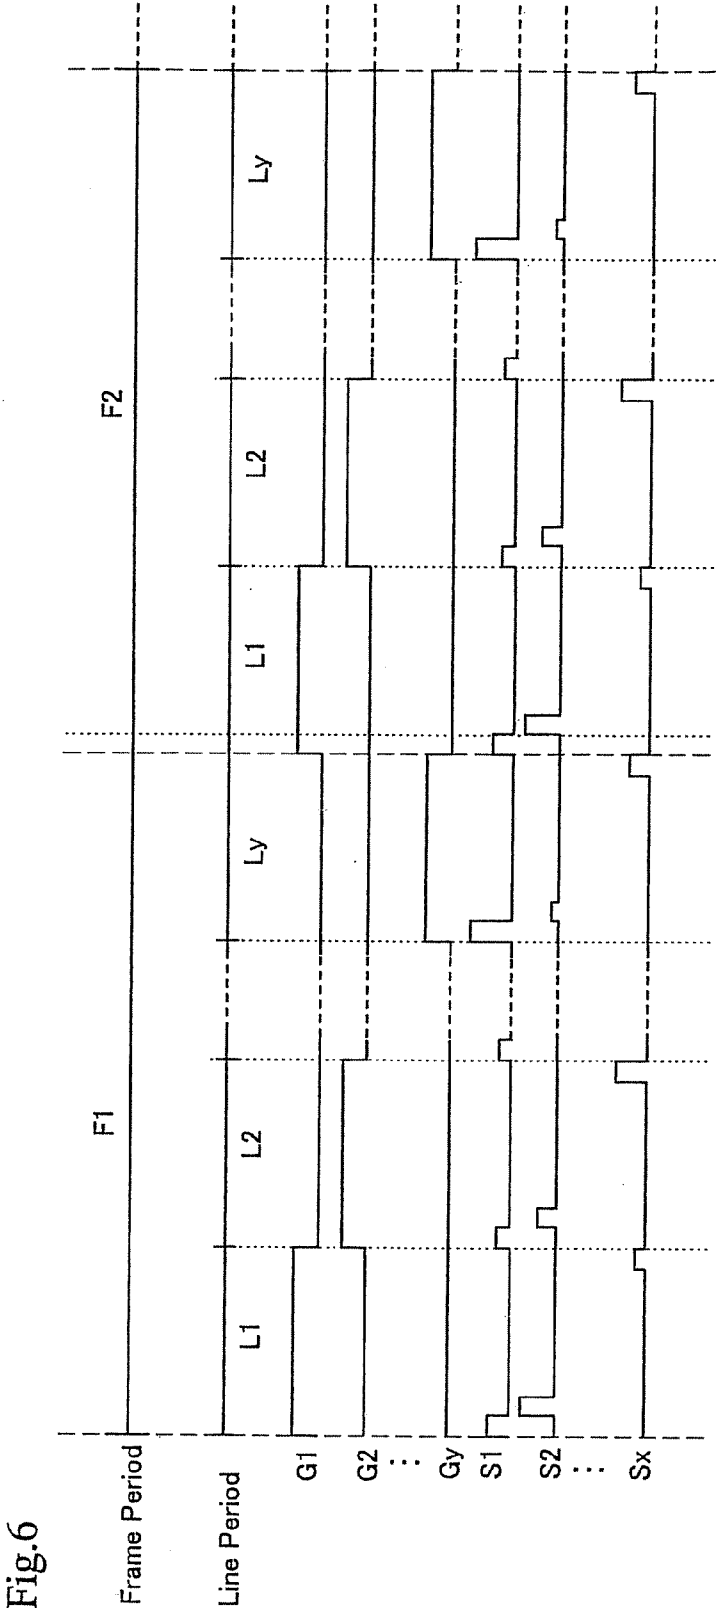 Fig.6
Frame Period
F1
F2
Line Period
L1
L2
Ly
L1
L2
Ly
G1
G2
Gy
S1
S2
Sx